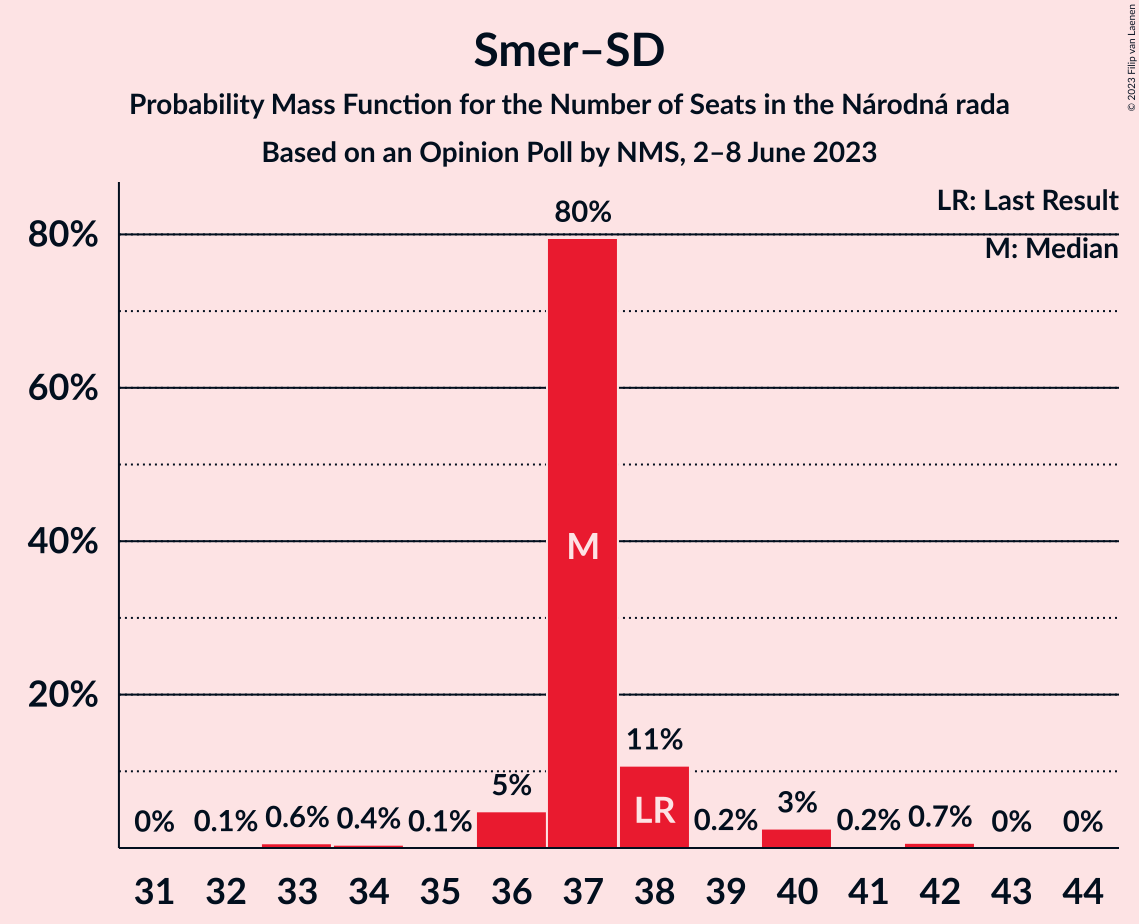 Smer–SD
Probability Mass Function for the Number of Seats in the Národná rada
Based on an Opinion Poll by NMS, 2–8 June 2023
© 2023 Filip van Laenen
LR: Last Result
M: Median
80%
60%
40%
20%
0%
0.1%
0.6%
0.4%
0.1%
5%
80%
M
11%
LR
0.2%
3%
0.2%
0.7%
0%
0%
31 32 33 34 35 36 37 38 39 40 41 42 43 44